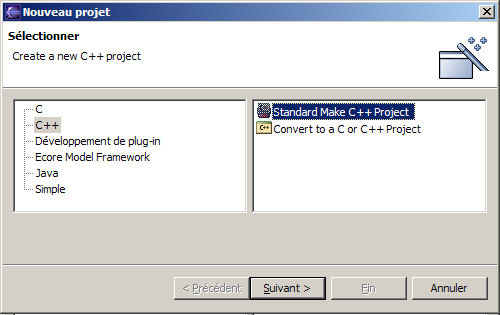 Nouveau projet
Sélectionner
Create a new C++ project
C
C++
Développement de plug-in
Ecore Model Framework
Java
Simple
Standard Make C++ Project
C++ Convert to a C or C++ Project
< Précédent Suivant > Fin Annuler